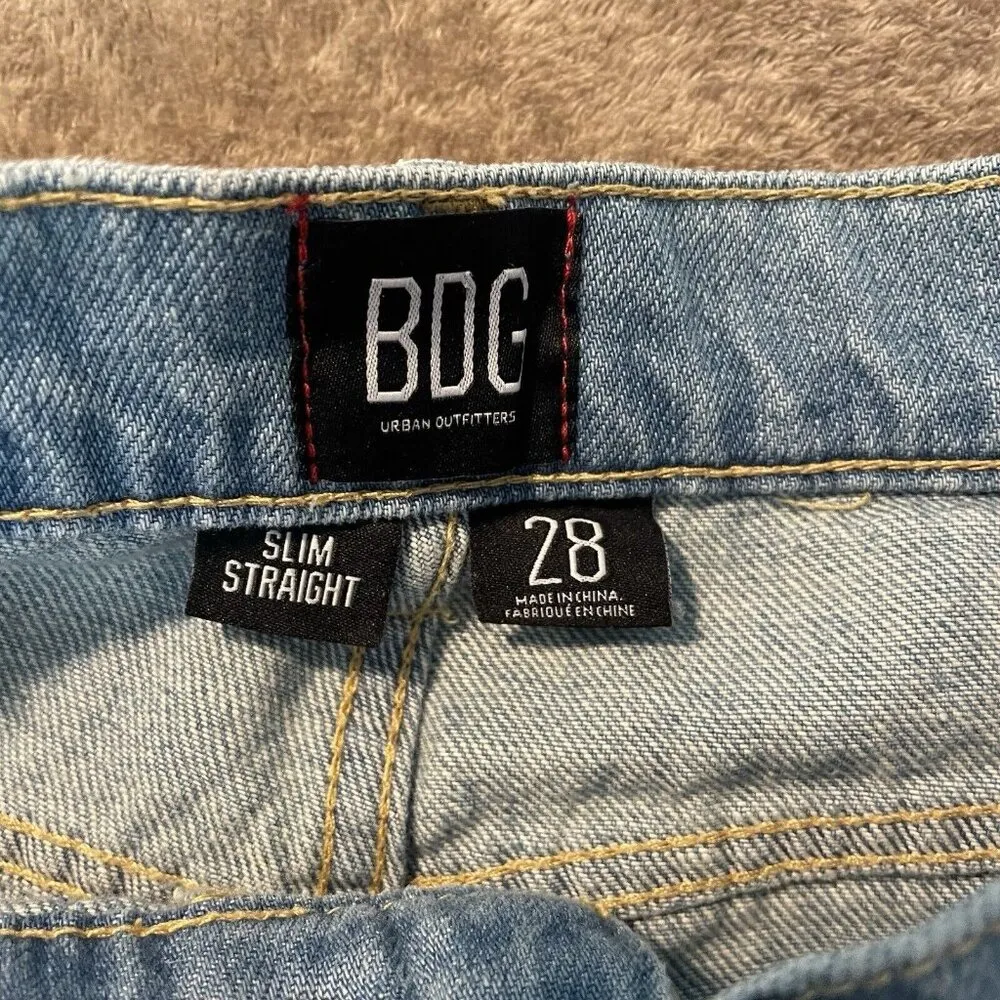 BDG
URBAN OUTFITTERS
SLIM
STRAIGHT
28
MADE IN CHINA.
FABRIQUÉ EN CHINE